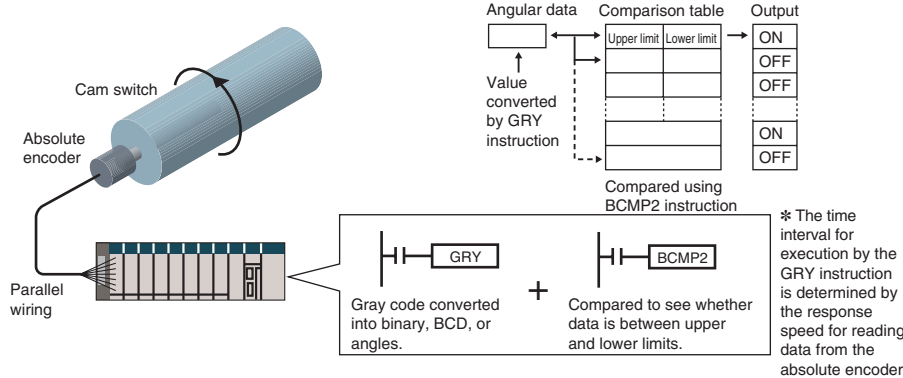 Cam switch
Absolute
encoder
Parallel
wiring
Angular data
Comparison table
Output
Upper limit
Lower limit
ON
OFF
OFF
ON
OFF
Value
converted
by GRY
instruction
Compared using
BCMP2 instruction
GRY
Gray code converted
into binary, BCD, or
angles.
+
BCMP2
Compared to see whether
data is between upper
and lower limits.
✻ The time
interval for
execution by the
GRY instruction
is determined by
the response
speed for reading
data from the
absolute encoder